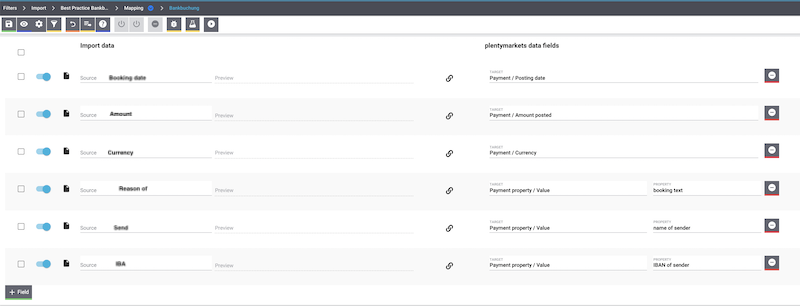 Filters > Import > Best Practice Bankb... > Mapping > Bankbuchung
Import data plentymarkets data fields
Source Booking date Preview TARGET Payment / Posting date
Source Amount Preview TARGET Payment / Amount posted
Source Currency Preview TARGET Payment / Currency
Source Reason of Preview TARGET Payment property / Value PROPERTY booking text
Source Send Preview TARGET Payment property / Value PROPERTY name of sender
Source IBA Preview TARGET Payment property / Value PROPERTY IBAN of sender
+ Field